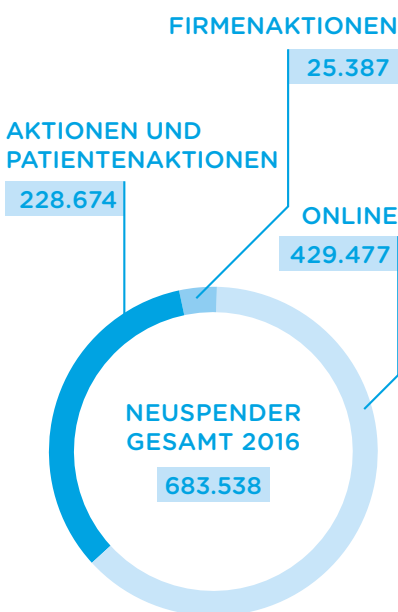 FIRMENAKTIONEN
25.387
AKTIONEN UND
PATIENTENAKTIONEN
228.674
ONLINE
429.477
NEUSPENDER
GESAMT 2016
683.538